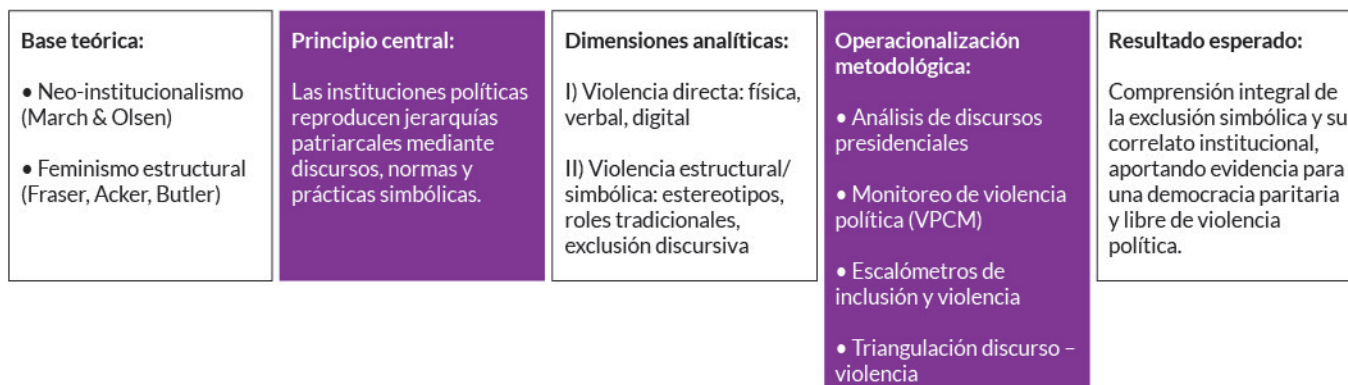 Base teórica:
• Neo-institucionalismo
(March & Olsen)
• Feminismo estructural
(Fraser, Acker, Butler)
Principio central:
Las instituciones políticas
reproducen jerarquías
patriarcales mediante
discursos, normas y
prácticas simbólicas.
Dimensiones analíticas:
I) Violencia directa: física,
verbal, digital
II) Violencia estructural/
simbólica: estereotipos,
roles tradicionales,
exclusión discursiva
Operacionalización
metodológica:
• Análisis de discursos
presidenciales
• Monitoreo de violencia
política (VPCM)
• Escalómetros de
inclusión y violencia
• Triangulación discurso –
violencia
Resultado esperado:
Comprensión integral de
la exclusión simbólica y su
correlato institucional,
aportando evidencia para
una democracia paritaria
y libre de violencia
política.